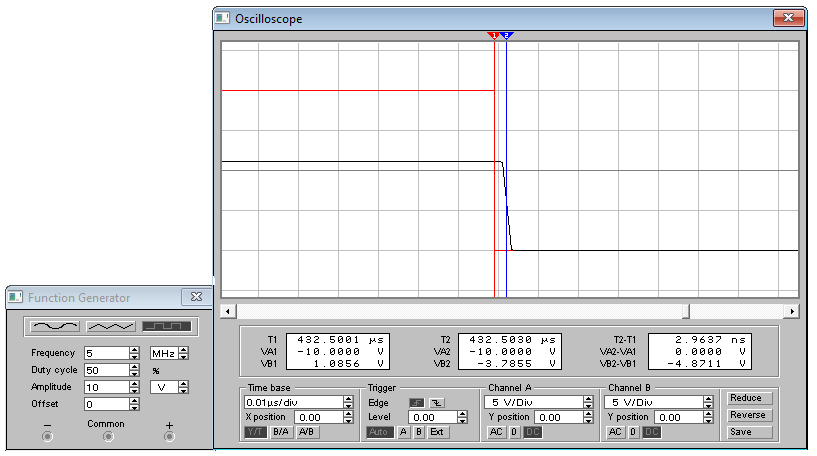 Oscilloscope
1 2
T1 432.5001 µs T2 432.5030 µs T2-T1 2.9637 ns
VA1 -10.0000 V VA2 -10.0000 V VA2-VA1 0.0000 V
VB1 1.0856 V VB2 -3.7855 V VB2-VB1 -4.8711 V
Time base Trigger Channel A Channel B
0.01µs/div Edge 5 V/Div 5 V/Div Reduce
X position 0.00 Level 0.00 Y position 0.00 Y position 0.00 Reverse
Y/T B/A A/B Auto A B Ext AC 0 DC AC 0 DC Save
Function Generator
Frequency 5 MHz
Duty cycle 50 %
Amplitude 10 V
Offset 0
− Common +